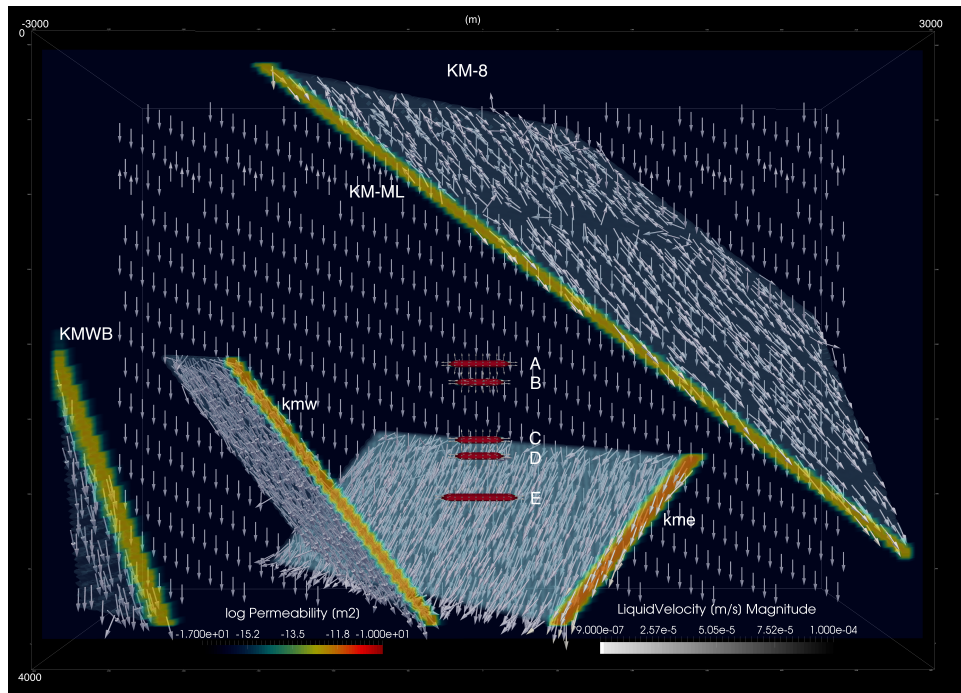 -3000 (m) 3000
0
KM-8
KM-ML
KMWB
A
B
kmw
C
D
E
kme
log Permeability (m2) LiquidVelocity (m/s) Magnitude
-1.700e+01 -15.2 -13.5 -11.8 -1.000e+01 9.000e-07 2.57e-5 5.05e-5 7.52e-5 1.000e-04
4000